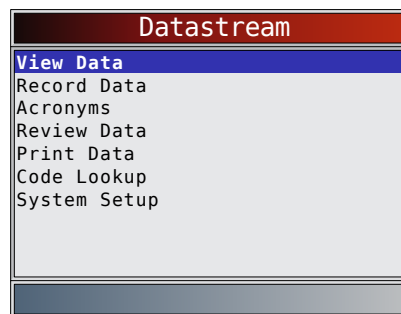 Datastream
View Data
Record Data
Acronyms
Review Data
Print Data
Code Lookup
System Setup